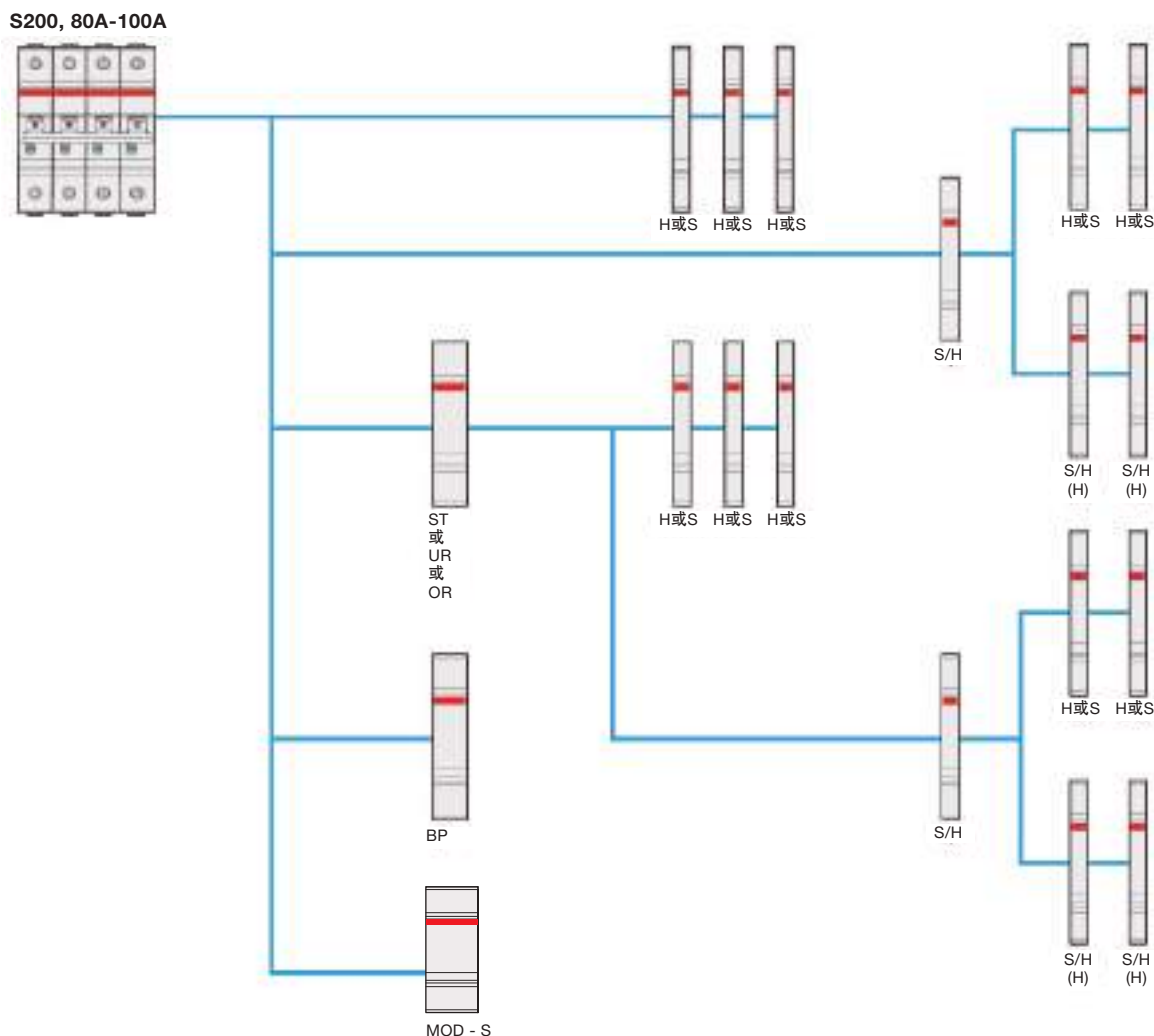 S200, 80A-100A
H或S H或S H或S
H或S H或S
S/H
S/H S/H
(H) (H)
ST
或
UR
或
OR
H或S H或S H或S
H或S H或S
BP
S/H
S/H S/H
(H) (H)
MOD - S